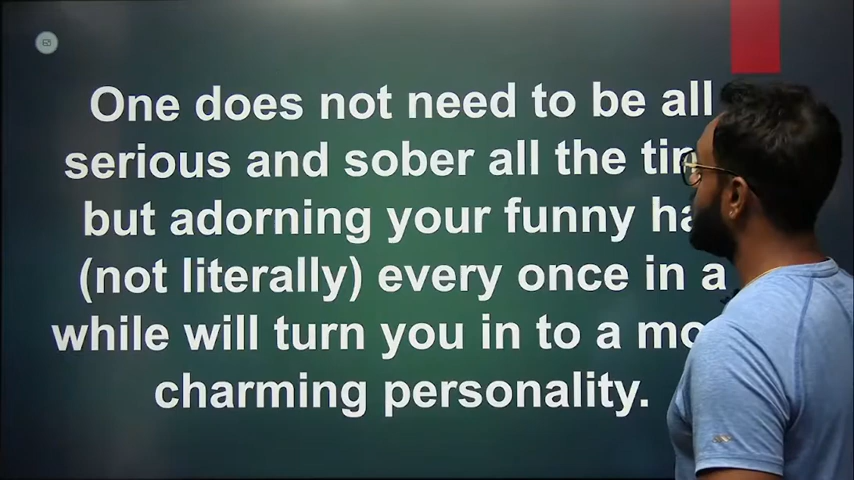 One does not need to be all
serious and sober all the
but adorning your funny
(not literally) every once in a
while will turn you in to a
charming personality.